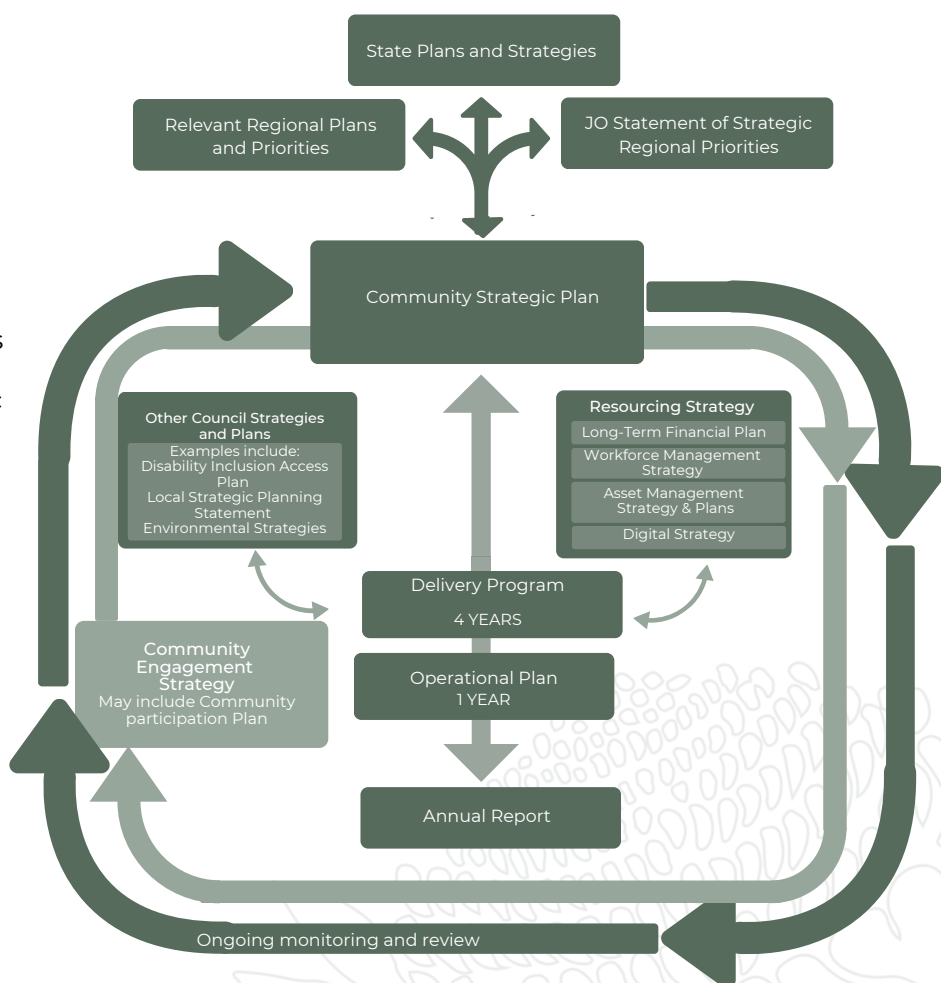 State Plans and Strategies
Relevant Regional Plans
and Priorities
JO Statement of Strategic
Regional Priorities
Community Strategic Plan
s
Other Council Strategies
and Plans
Examples include:
Disability Inclusion Access
Plan
Local Strategic Planning
Statement
Environmental Strategies
Resourcing Strategy
Long-Term Financial Plan
Workforce Management
Strategy
Asset Management
Strategy & Plans
Digital Strategy
Delivery Program
4 YEARS
Community
Engagement
Strategy
May include Community
participation Plan
Operational Plan
1 YEAR
Annual Report
Ongoing monitoring and review